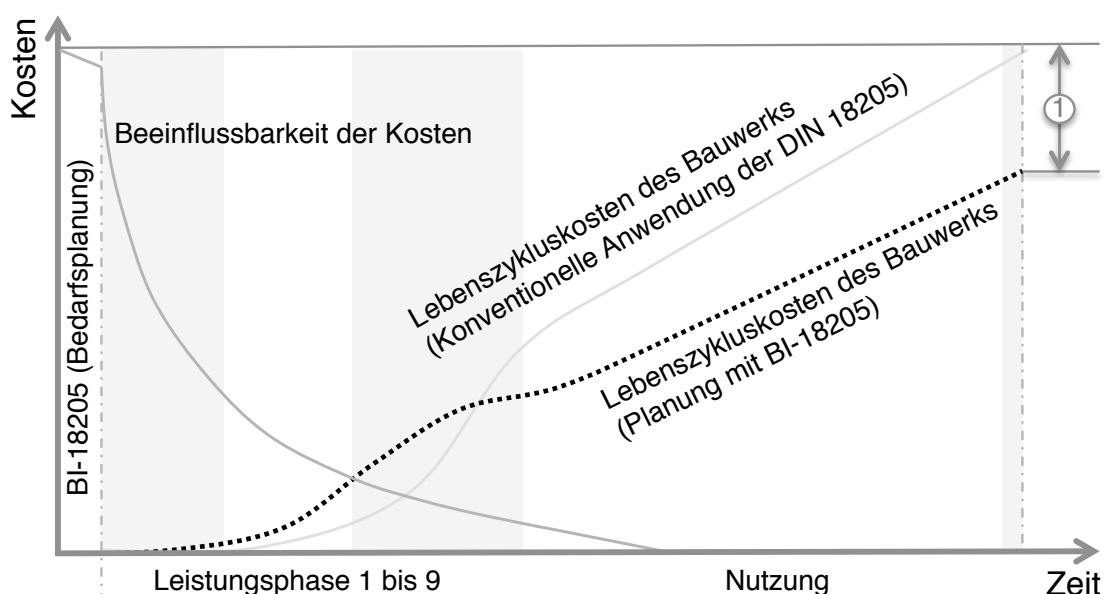 Kosten
BI-18205 (Bedarfsplanung)
Beeinflussbarkeit der Kosten
Lebenszykluskosten des Bauwerks
(Konventionelle Anwendung der DIN 18205)
1
Lebenszykluskosten des Bauwerks
(Planung mit BI-18205)
Leistungsphase 1 bis 9
Nutzung
Zeit